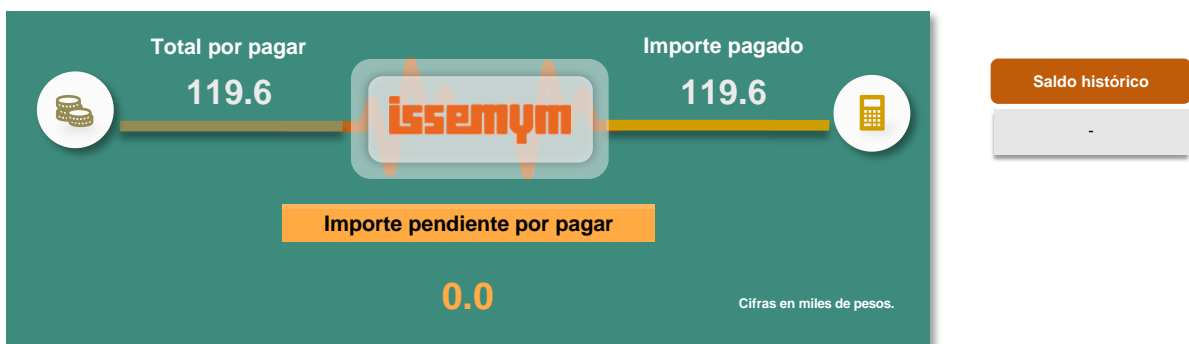 Total por pagar
119.6
issemym
Importe pagado
119.6
Importe pendiente por pagar
0.0
Cifras en miles de pesos.
Saldo histórico
-